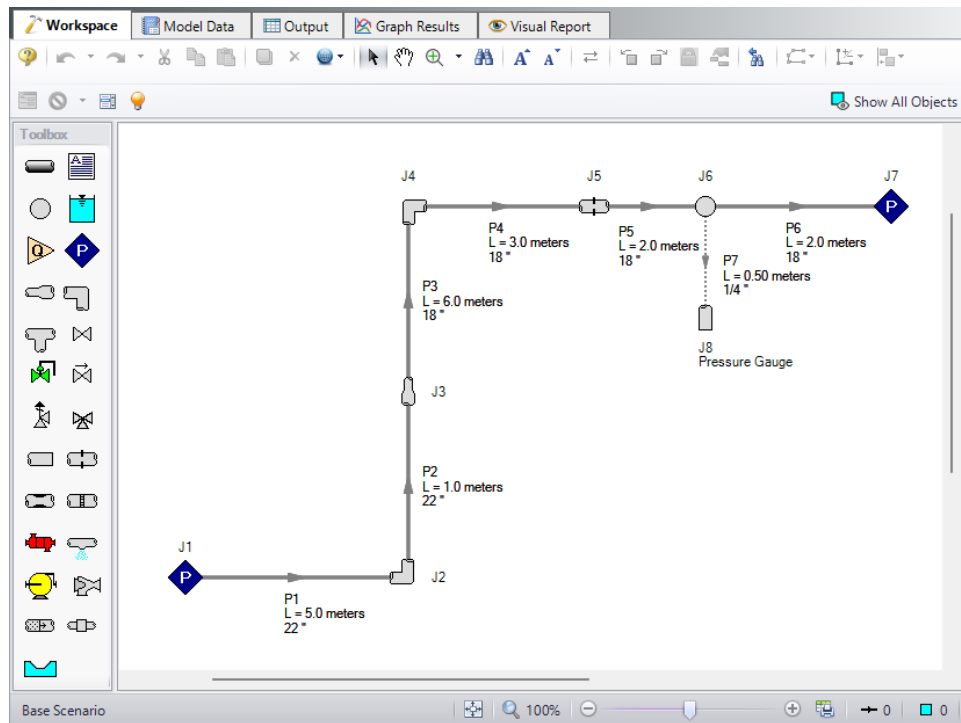 Workspace
Model Data
Output
Graph Results
Visual Report
Show All Objects
Toolbox
J4
J5
J6
J7
P4
L = 3.0 meters
18 "
P5
L = 2.0 meters
18 "
P6
L = 2.0 meters
18 "
P7
L = 0.50 meters
1/4 "
P3
L = 6.0 meters
18 "
J8
Pressure Gauge
J3
P2
L = 1.0 meters
22 "
J1
J2
P1
L = 5.0 meters
22 "
Base Scenario
100%
0
0